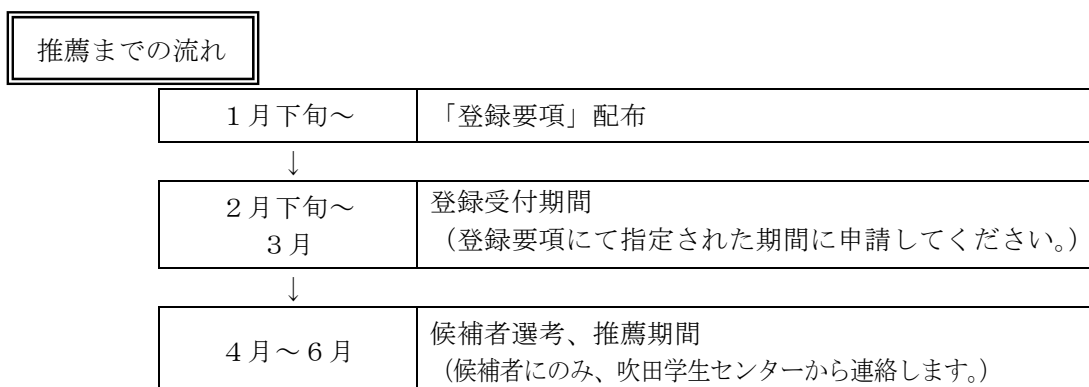 推薦までの流れ
1月下旬～ 「登録要項」配布
↓
2月下旬～
3月
登録受付期間
（登録要項にて指定された期間に申請してください。）
↓
4月～6月
候補者選考、推薦期間
（候補者にのみ、吹田学生センターから連絡します。）